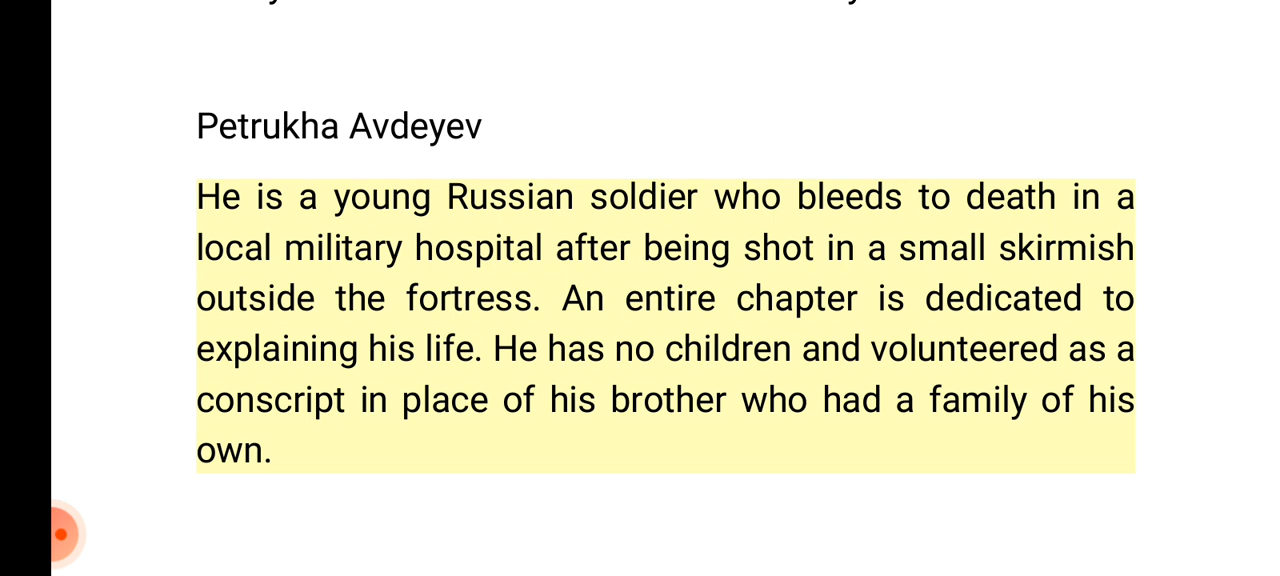 Petrukha Avdeyev
He is a young Russian soldier who bleeds to death in a
local military hospital after being shot in a small skirmish
outside the fortress. An entire chapter is dedicated to
explaining his life. He has no children and volunteered as a
conscript in place of his brother who had a family of his
own.